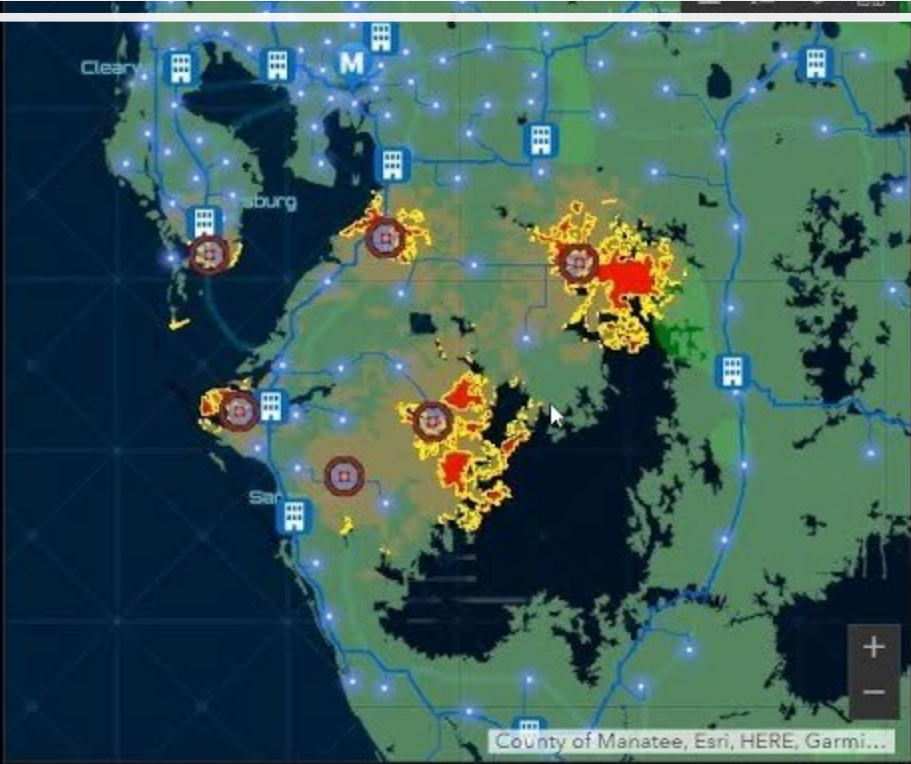 Clearw
M
sburg
Sar
+
−
County of Manatee, Esri, HERE, Garmi...